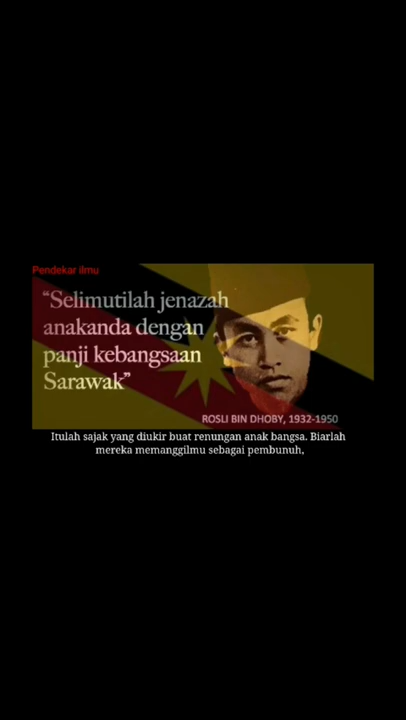 Pendekar ilmu
“Selimutilah jenazah
anakanda dengan
panji kebangsaan
Sarawak”
ROSLI BIN DHOBY, 1932-1950
Itulah sajak yang diukir buat renungan anak bangsa. Biarlah
mereka memanggilmu sebagai pembunuh,